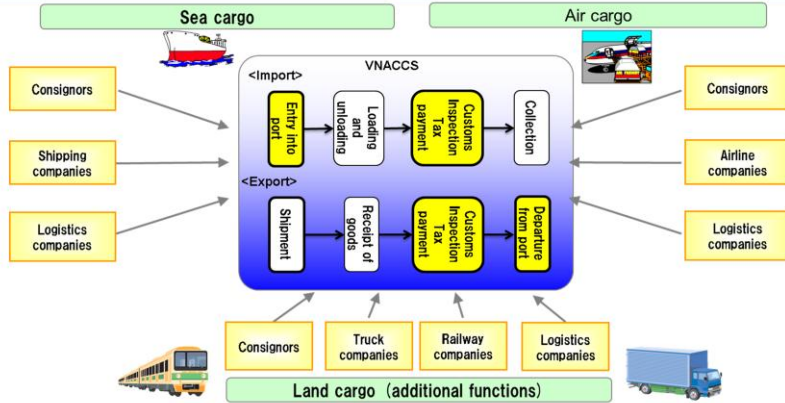 Sea cargo
Air cargo
VNACCS
<Import>
Consignors
Shipping
companies
Logistics
companies
Entry into
port
Loading
and
unloading
Customs
Inspection
Tax
payment
Collection
<Export>
Shipment
Receipt of
goods
Customs
Inspection
Tax
payment
Departure
from port
Consignors
Airline
companies
Logistics
companies
Consignors
Truck
companies
Railway
companies
Logistics
companies
Land cargo (additional functions)